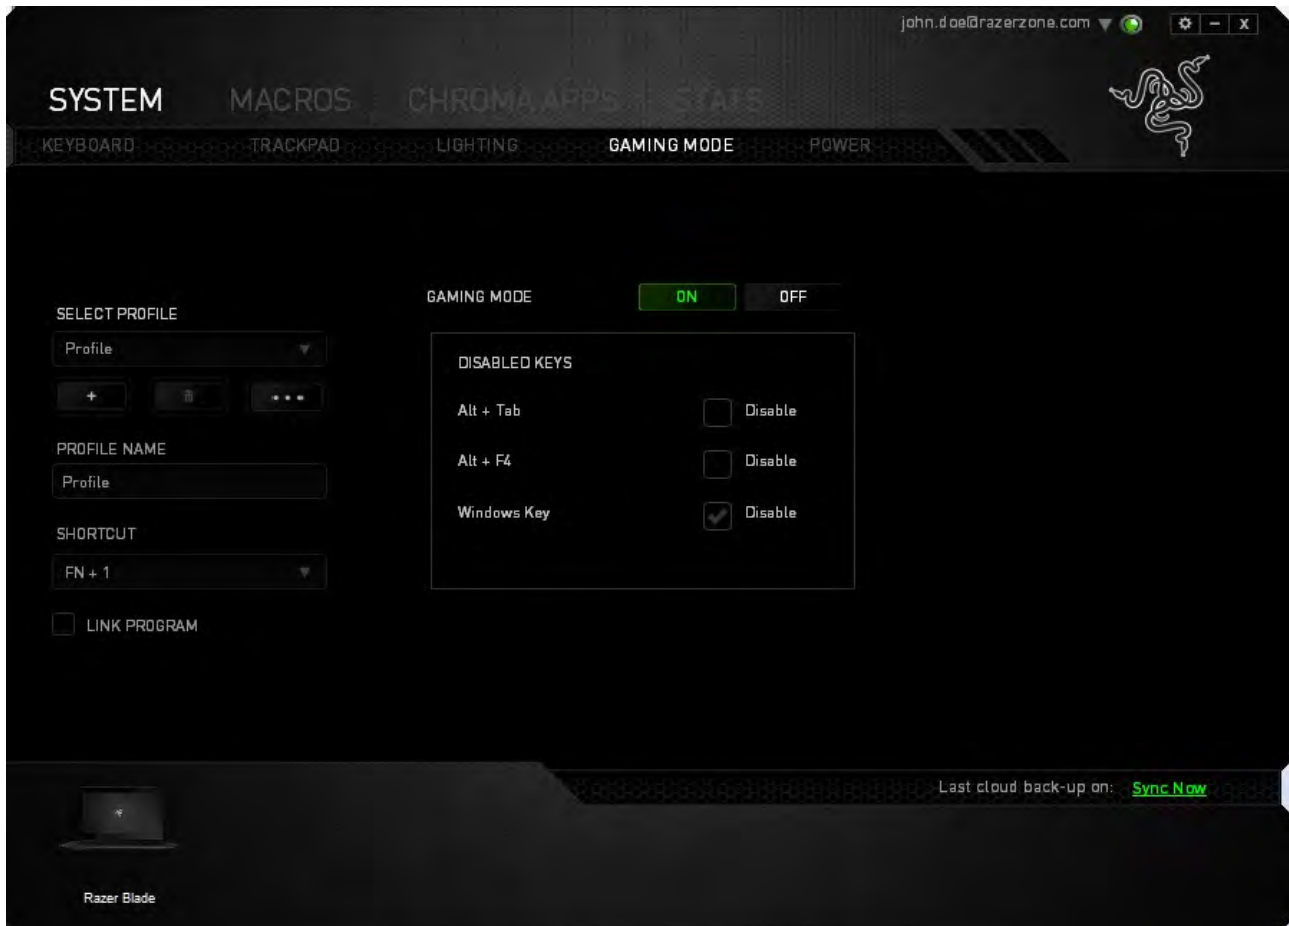 john.doe@razerzone.com
SYSTEM MACROS CHROMA APPS STATS
KEYBOARD TRACKPAD LIGHTING GAMING MODE POWER
GAMING MODE ON OFF
SELECT PROFILE
Profile
+
PROFILE NAME
Profile
SHORTCUT
FN + 1
LINK PROGRAM
DISABLED KEYS
Alt + Tab Disable
Alt + F4 Disable
Windows Key Disable
Last cloud back-up on: Sync Now
Razer Blade